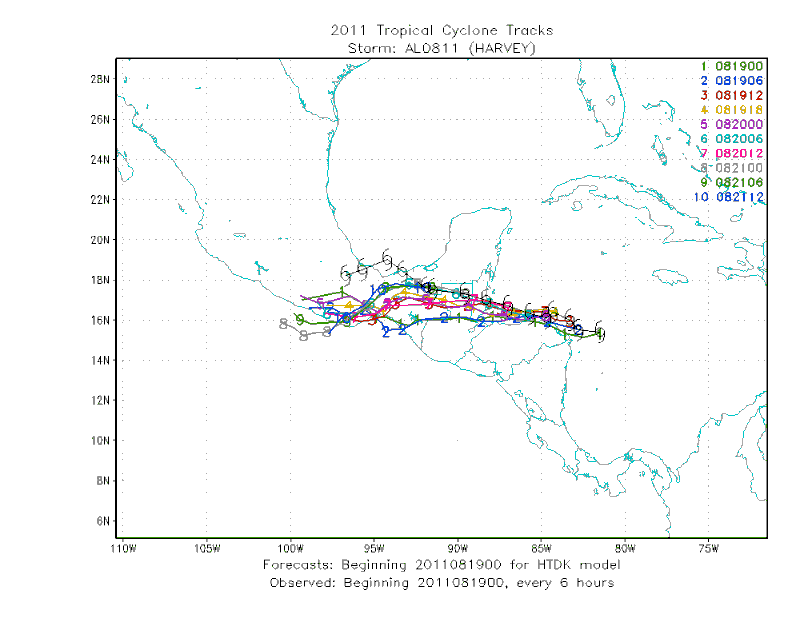 2011 Tropical Cyclone Tracks
Storm: AL0811 (HARVEY)
1 081900
2 081906
3 081912
4 081918
5 082000
6 082006
7 082012
8 082100
9 082106
10 082112
28N
26N
24N
22N
20N
18N
16N
14N
12N
10N
8N
6N
110W 105W 100W 95W 90W 85W 80W 75W
Forecasts: Beginning 2011081900 for HTDK model
Observed: Beginning 2011081900, every 6 hours